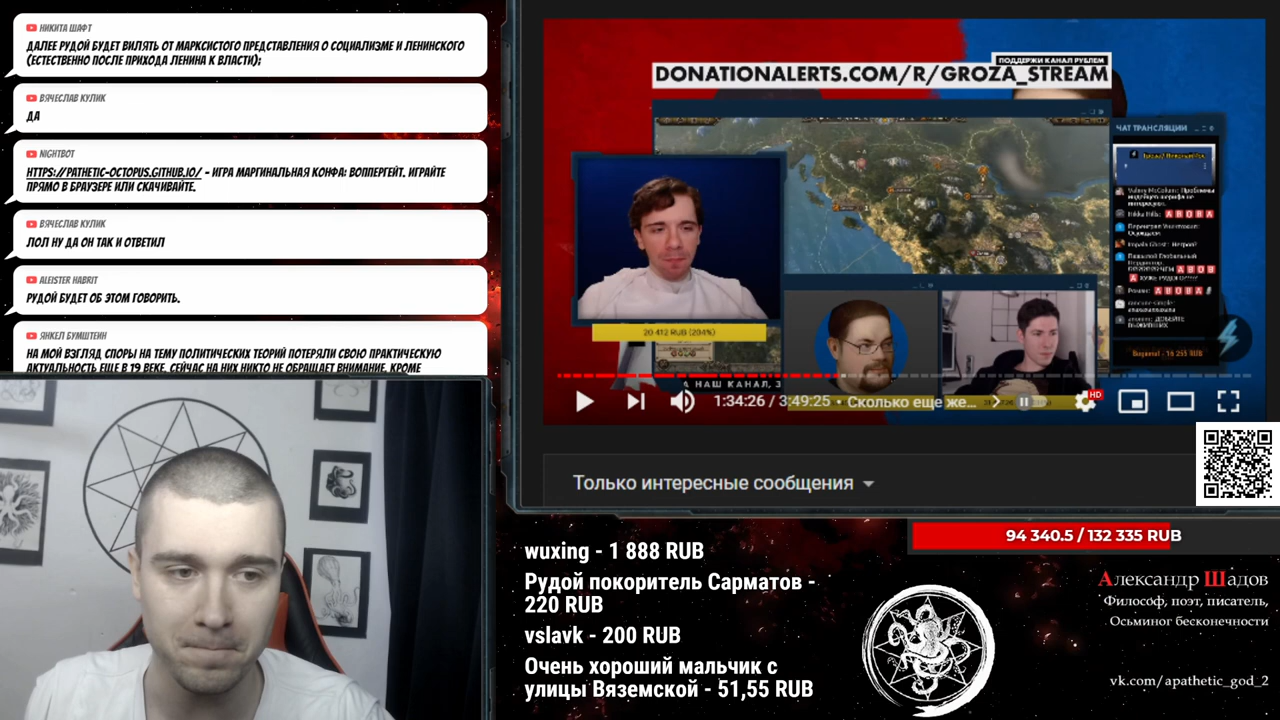 НИКИТА ШАФТ
ДАЛЕЕ РУДОЙ БУДЕТ ВИЛЯТЬ ОТ МАРКСИСТОГО ПРЕДСТАВЛЕНИЯ О СОЦИАЛИЗМЕ И ЛЕНИНСКОГО
(ЕСТЕСТВЕННО ПОСЛЕ ПРИХОДА ЛЕНИНА К ВЛАСТИ);
ВЯЧЕСЛАВ КУЛИК
ДА
NIGHTBOT
HTTPS://PATHETIC-OCTOPUS.GITHUB.IO/ - ИГРА МАРГИНАЛЬНАЯ КОНФА: ВОППЕРГЕЙТ. ИГРАЙТЕ
ПРЯМО В БРАУЗЕРЕ ИЛИ СКАЧИВАЙТЕ.
ВЯЧЕСЛАВ КУЛИК
ЛОЛ НУ ДА ОН ТАК И ОТВЕТИЛ
ALEISTER HABRIT
РУДОЙ БУДЕТ ОБ ЭТОМ ГОВОРИТЬ.
ЯНКЕЛ БУМШТЕИН
НА МОЙ ВЗГЛЯД СПОРЫ НА ТЕМУ ПОЛИТИЧЕСКИХ ТЕОРИЙ ПОТЕРЯЛИ СВОЮ ПРАКТИЧЕСКУЮ
АКТУАЛЬНОСТЬ ЕЩЕ В 19 ВЕКЕ. СЕЙЧАС НА НИХ НИКТО НЕ ОБРАЩАЕТ ВНИМАНИЕ, КРОМЕ
ПОДДЕРЖИ КАНАЛ РУБЛЕМ
DONATIONALERTS.COM/R/GROZA_STREAM
ЧАТ ТРАНСЛЯЦИИ
20 412 RUB (204%)
А НАШ КАНАЛ, З
1:34:26 / 3:49:25 • Сколько еще же...
HD
Только интересные сообщения
94 340.5 / 132 335 RUB
wuxing - 1 888 RUB
Рудой покоритель Сарматов -
220 RUB
vslavk - 200 RUB
Очень хороший мальчик с
улицы Вяземской - 51,55 RUB
Александр Шадов
Философ, поэт, писатель,
Осьминог бесконечности
vk.com/apathetic_god_2